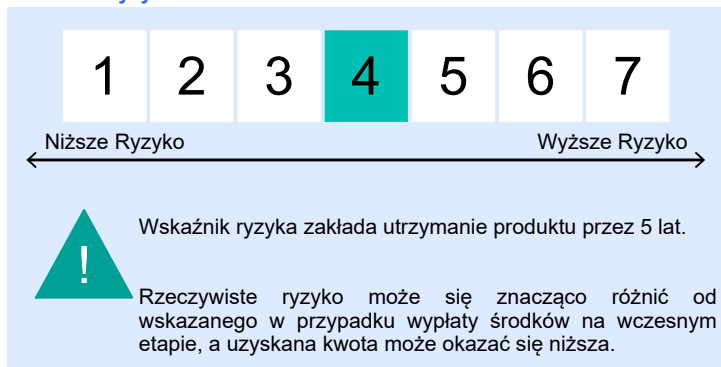 1 2 3 4 5 6 7
Niższe Ryzyko Wyższe Ryzyko
Wskaźnik ryzyka zakłada utrzymanie produktu przez 5 lat.
!
Rzeczywiste ryzyko może się znacząco różnić od
wskazanego w przypadku wypłaty środków na wczesnym
etapie, a uzyskana kwota może okazać się niższa.